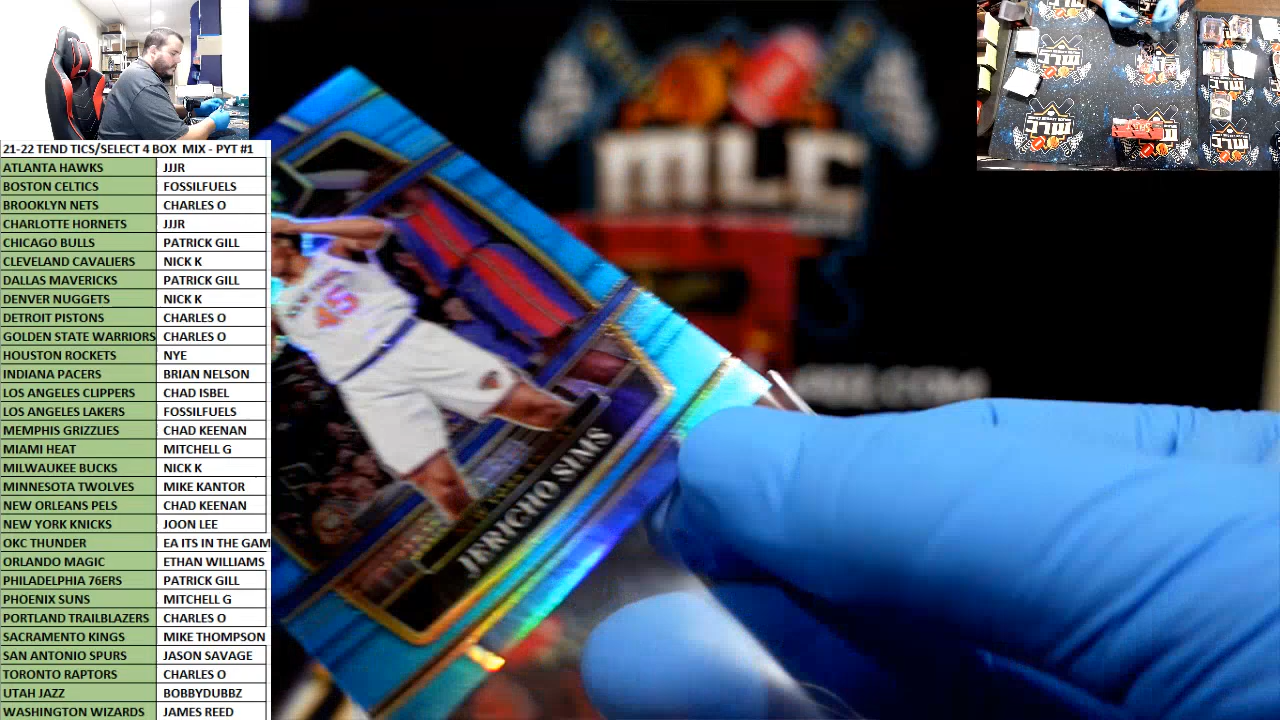 21-22 TEND TICS/SELECT 4 BOX MIX - PYT #1
ATLANTA HAWKS JJJR
BOSTON CELTICS FOSSILFUELS
BROOKLYN NETS CHARLES O
CHARLOTTE HORNETS JJJR
CHICAGO BULLS PATRICK GILL
CLEVELAND CAVALIERS NICK K
DALLAS MAVERICKS PATRICK GILL
DENVER NUGGETS NICK K
DETROIT PISTONS CHARLES O
GOLDEN STATE WARRIORS CHARLES O
HOUSTON ROCKETS NYE
INDIANA PACERS BRIAN NELSON
LOS ANGELES CLIPPERS CHAD ISBEL
LOS ANGELES LAKERS FOSSILFUELS
MEMPHIS GRIZZLIES CHAD KEENAN
MIAMI HEAT MITCHELL G
MILWAUKEE BUCKS NICK K
MINNESOTA TWOLVES MIKE KANTOR
NEW ORLEANS PELS CHAD KEENAN
NEW YORK KNICKS JOON LEE
OKC THUNDER EA ITS IN THE GAM
ORLANDO MAGIC ETHAN WILLIAMS
PHILADELPHIA 76ERS PATRICK GILL
PHOENIX SUNS MITCHELL G
PORTLAND TRAILBLAZERS CHARLES O
SACRAMENTO KINGS MIKE THOMPSON
SAN ANTONIO SPURS JASON SAVAGE
TORONTO RAPTORS CHARLES O
UTAH JAZZ BOBBYDUBBZ
WASHINGTON WIZARDS JAMES REED
MLC
45
JERICHO SIMS
MLC
MLC
MLC
MLC